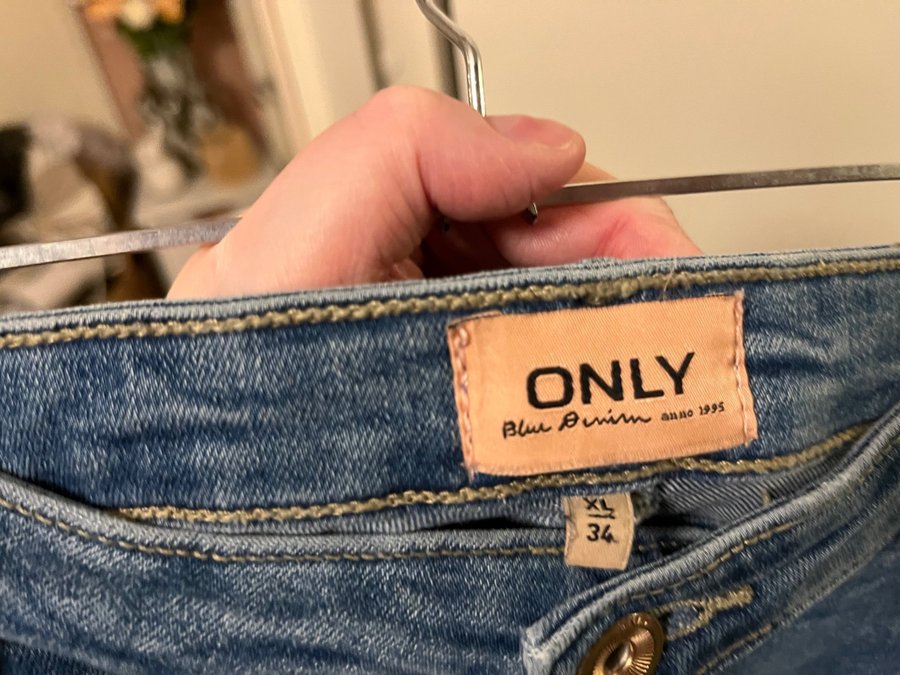 ONLY
Blue Denim anno 1995
XL
34